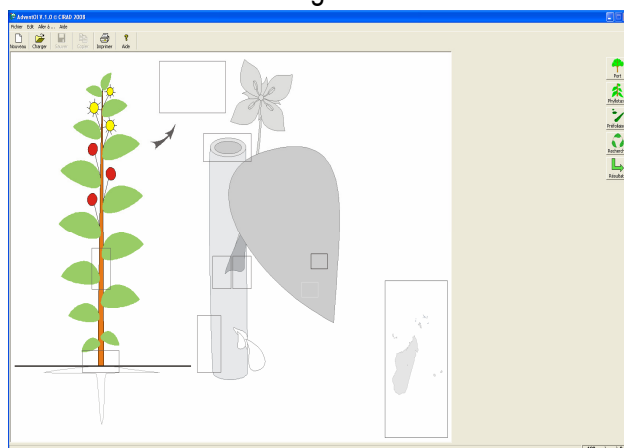 AdventOI V.1.0 © CIRAD 2008
Fichier Edit Aller à ... Aide
Nouveau Charger Sauver Copier Imprimer Aide
Port
Phyllotaxie
Préfoliaison
Recherche
Résultat